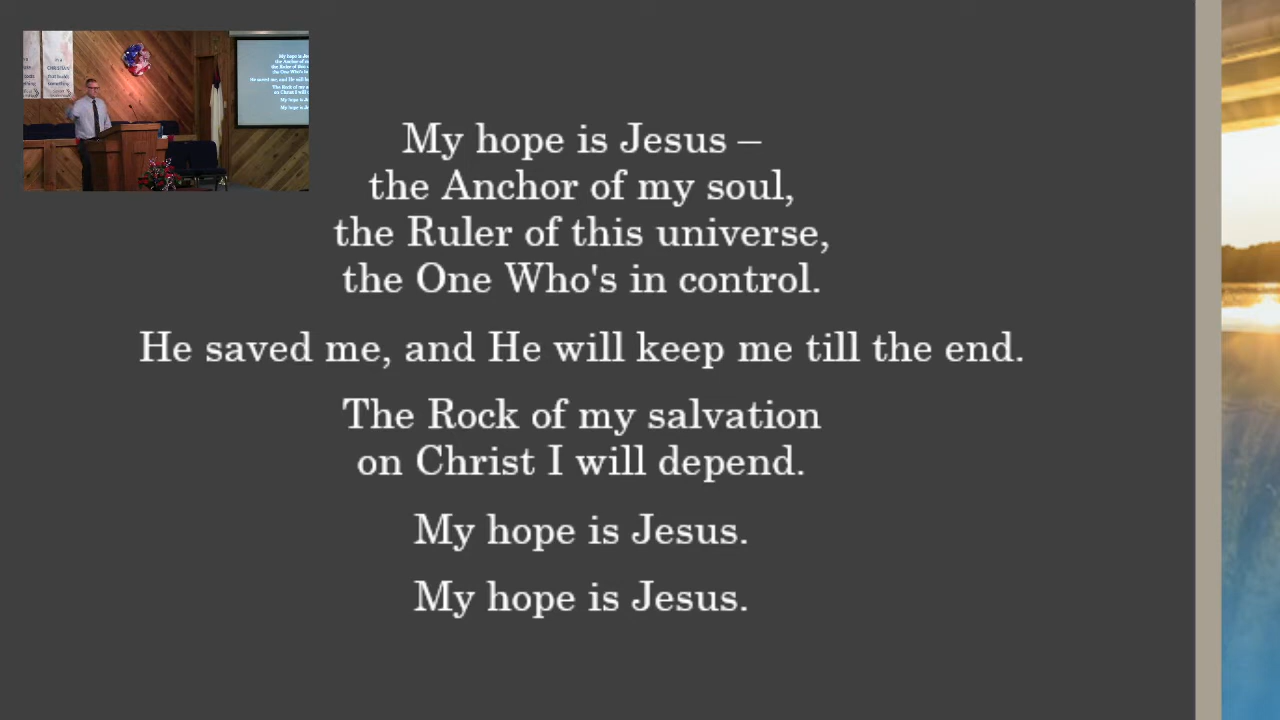 My hope is Jesus –
the Anchor of my soul,
the Ruler of this universe,
the One Who's in control.
He saved me, and He will keep me till the end.
The Rock of my salvation
on Christ I will depend.
My hope is Jesus.
My hope is Jesus.